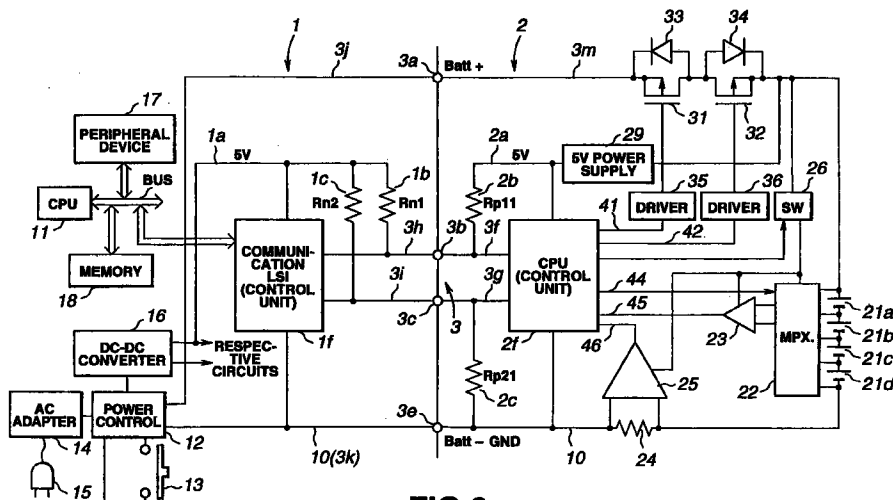 33
34
1
3j
3a
Batt +
2
3m
17
PERIPHERAL
DEVICE
1a
5V
1c
1b
Rn2
Rn1
2a
5V
29
5V POWER
SUPPLY
31
32
26
BUS
CPU
11
2b
Rp11
35
36
DRIVER
DRIVER
SW
COMMUNI-
CATION
LSI
(CONTROL
UNIT)
3h
3b
3f
41
42
CPU
(CONTROL
UNIT)
MEMORY
18
3i
3g
44
45
46
3c
3
16
DC-DC
CONVERTER
RESPEC-
TIVE
CIRCUITS
1f
2f
23
MPX.
22
21a
21b
21c
21d
Rp21
2c
25
AC
ADAPTER
POWER
CONTROL
3e
14
12
Batt − GND
10(3k)
10
24
15
13